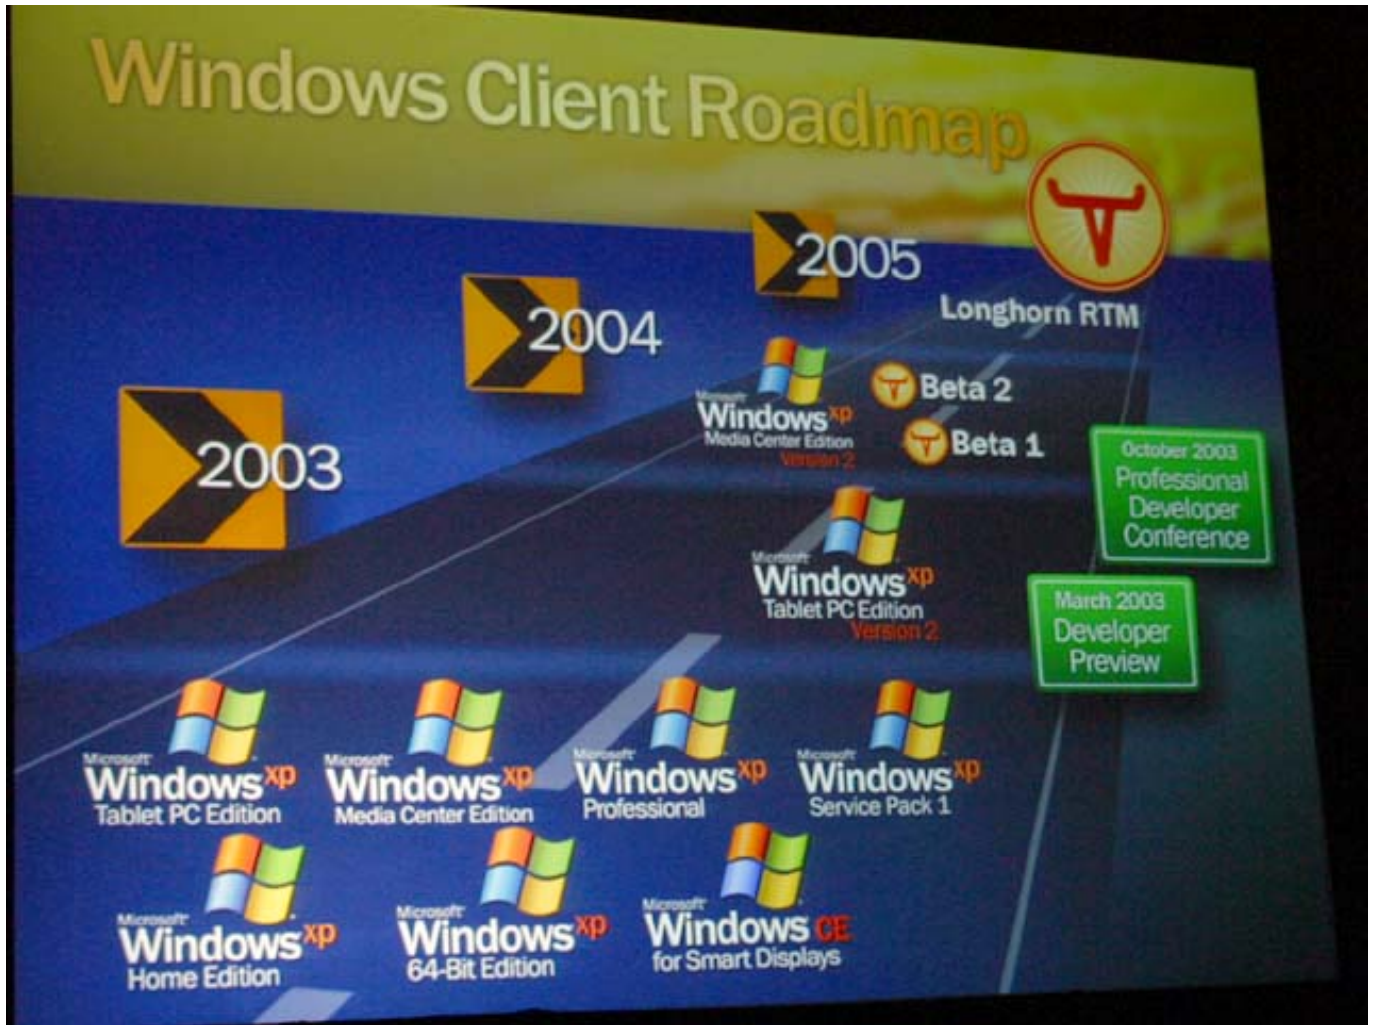 Windows Client Roadmap
2005
Longhorn RTM
2004
Microsoft
Windows xp
Media Center Edition
Version 2
Beta 2
Beta 1
2003
October 2003
Professional
Developer
Conference
Microsoft
Windows xp
Tablet PC Edition
Version 2
March 2003
Developer
Preview
Microsoft
Windows xp
Tablet PC Edition
Microsoft
Windows xp
Media Center Edition
Microsoft
Windows xp
Professional
Microsoft
Windows xp
Service Pack 1
Microsoft
Windows xp
Home Edition
Microsoft
Windows xp
64-Bit Edition
Microsoft
Windows CE
for Smart Displays